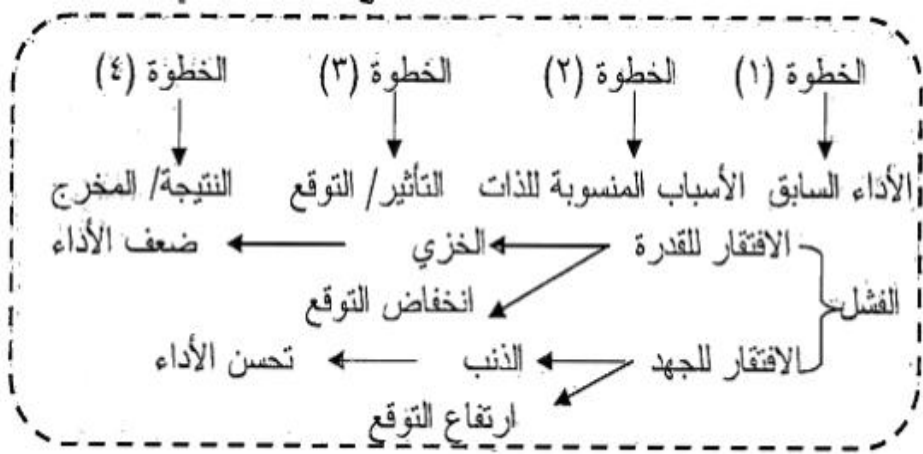 الخطوة (١) الخطوة (٢) الخطوة (٣) الخطوة (٤)
الأداء السابق الأسباب المنسوبة للذات التأثير/ التوقع النتيجة/ المخرج
الافتقار للقدرة الخزي ضعف الأداء
انخفاض التوقع
الفشل
الافتقار للجهد الذنب تحسن الأداء
ارتفاع التوقع